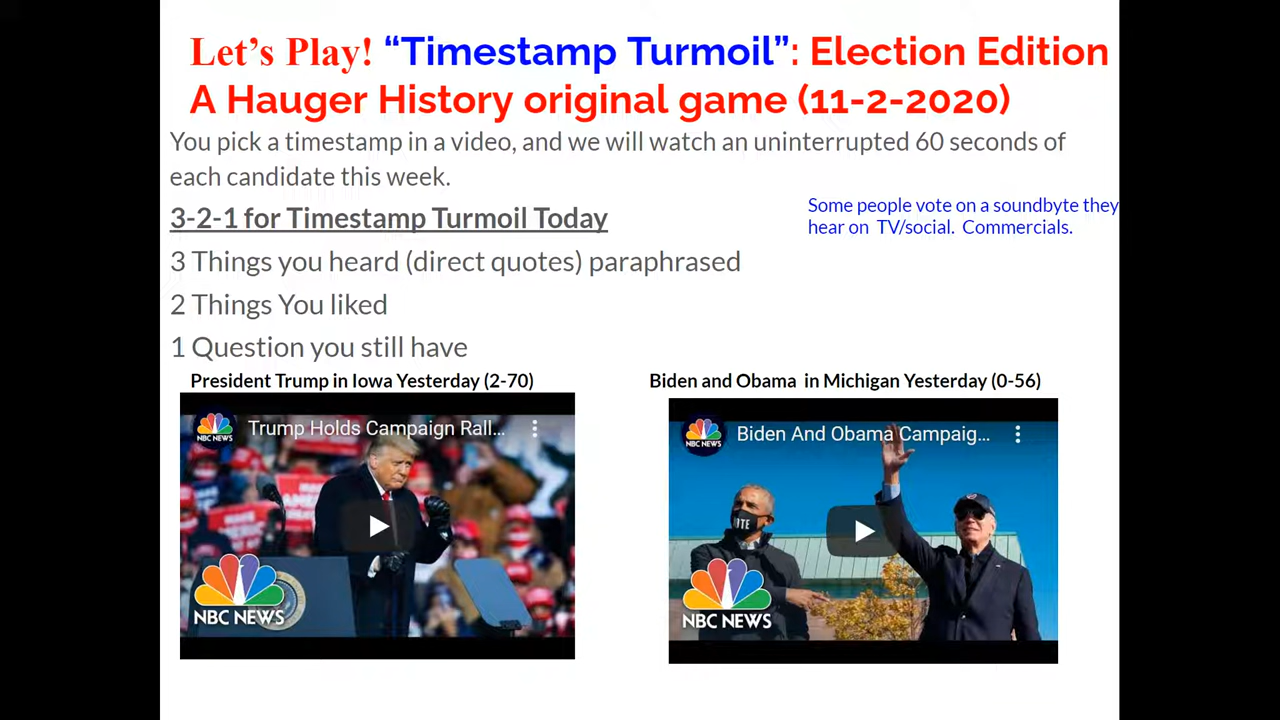 Let's Play! “Timestamp Turmoil”: Election Edition
A Hauger History original game (11-2-2020)
You pick a timestamp in a video, and we will watch an uninterrupted 60 seconds of
each candidate this week.
3-2-1 for Timestamp Turmoil Today
Some people vote on a soundbyte they
hear on TV/social. Commercials.
3 Things you heard (direct quotes) paraphrased
2 Things You liked
1 Question you still have
President Trump in Iowa Yesterday (2-70)
Biden and Obama in Michigan Yesterday (0-56)
NBC NEWS
Trump Holds Campaign Rall...
NBC NEWS
NBC NEWS
Biden And Obama Campaig...
NBC NEWS